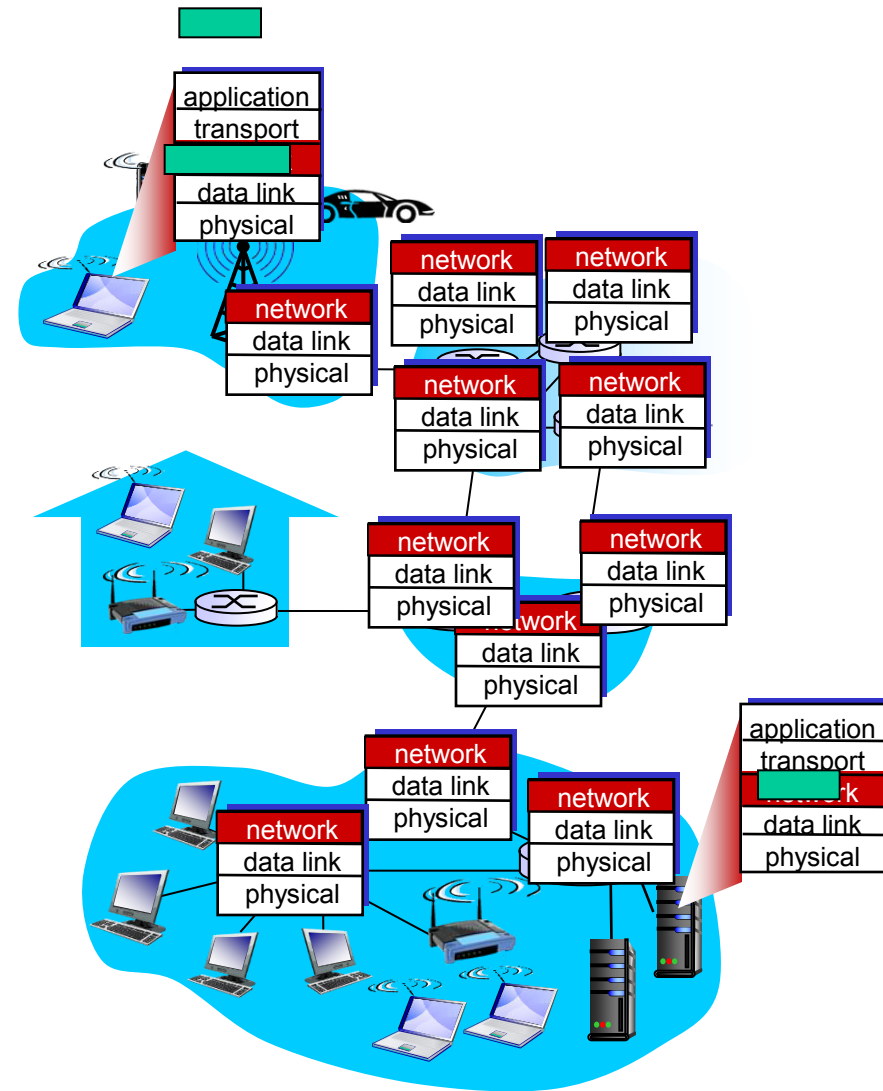 application
transport
data link
physical
network
data link
physical
network
data link
physical
network
data link
physical
network
data link
physical
network
data link
physical
network
data link
physical
network
data link
physical
network
data link
physical
application
transport
network
data link
physical
network
data link
physical
network
data link
physical
network
data link
physical